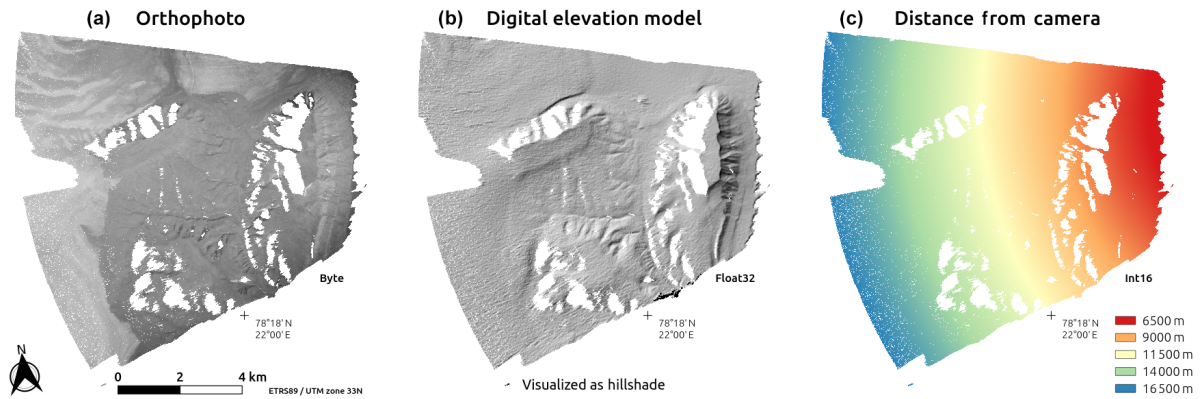 (a) Orthophoto
(b) Digital elevation model
(c) Distance from camera
Byte
Float32
Int16
78°18′ N
22°00′ E
78°18′ N
22°00′ E
78°18′ N
22°00′ E
6500 m
9000 m
11 500 m
14 000 m
16 500 m
N
0 2 4 km
ETRS89 / UTM zone 33N
Visualized as hillshade